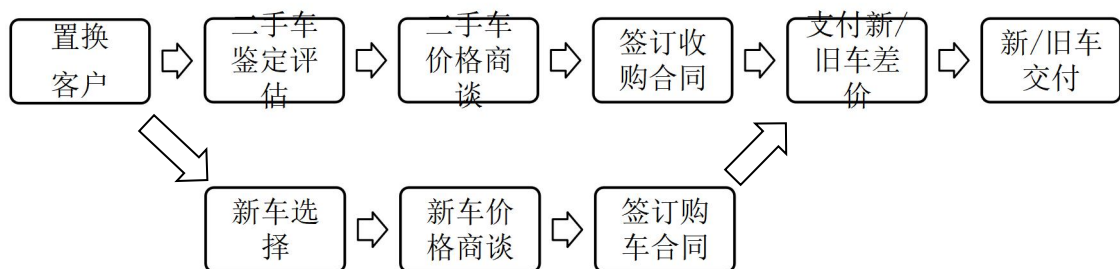 置换
客户
二手车
鉴定评
估
二手车
价格商
谈
签订收
购合同
支付新/
旧车差
价
新/旧车
交付
新车选
择
新车价
格商谈
签订购
车合同